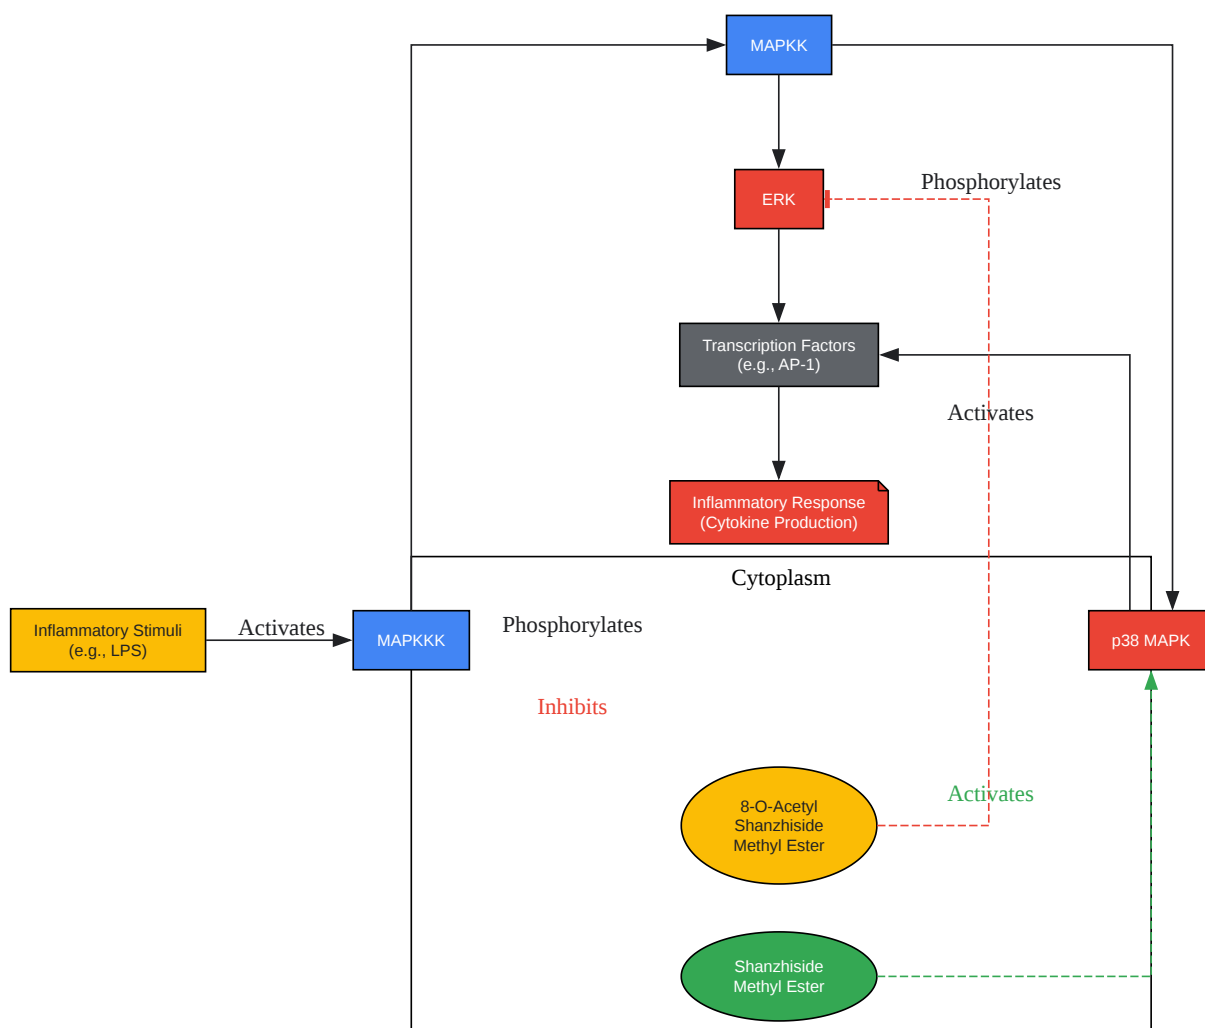 MAPKK
Phosphorylates
ERK
Transcription Factors
(e.g., AP-1)
Activates
Inflammatory Response
(Cytokine Production)
Cytoplasm
Inflammatory Stimuli
(e.g., LPS)
Activates
MAPKKK
Phosphorylates
p38 MAPK
Inhibits
Activates
8-O-Acetyl
Shanzhiside
Methyl Ester
Shanzhiside
Methyl Ester